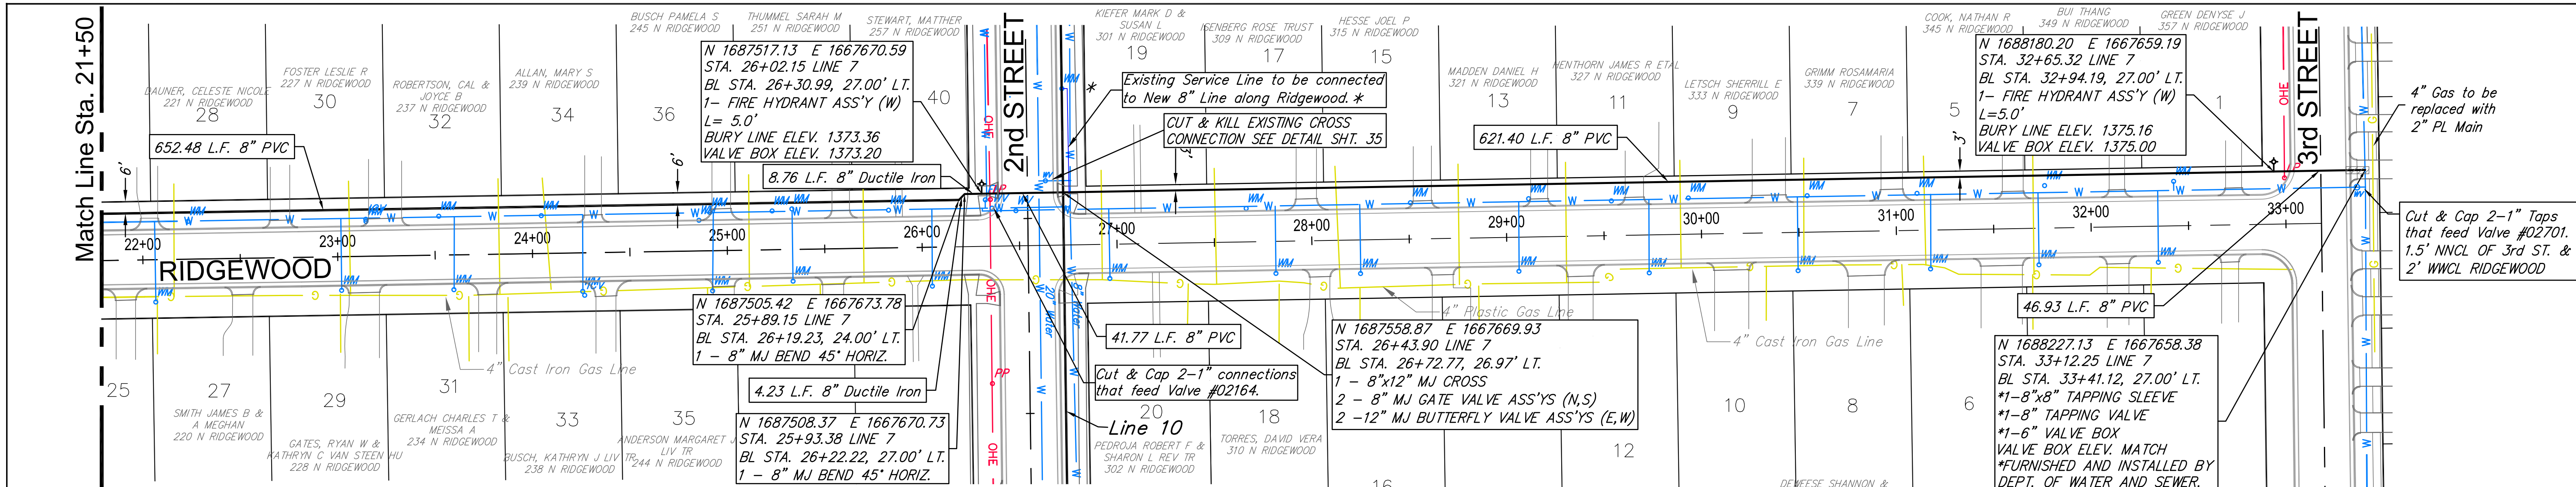 Match Line Sta. 21+50
DAUNER, CELESTE NICOLE
221 N RIDGEWOOD
28
FOSTER LESLIE R
227 N RIDGEWOOD
30
ROBERTSON, CAL &
JOYCE B
237 N RIDGEWOOD
32
ALLAN, MARY S
239 N RIDGEWOOD
34
BUSCH PAMELA S
245 N RIDGEWOOD
36
THUMMEL SARAH M
251 N RIDGEWOOD
STEWART, MATTHER
257 N RIDGEWOOD
40
N 1687517.13 E 1667670.59
STA. 26+02.15 LINE 7
BL STA. 26+30.99, 27.00' LT.
1- FIRE HYDRANT ASS'Y (W)
L= 5.0'
BURY LINE ELEV. 1373.36
VALVE BOX ELEV. 1373.20
652.48 L.F. 8" PVC
8.76 L.F. 8" Ductile Iron
6'
6'
2nd STREET
OHE
KIEFER MARK D &
SUSAN L
301 N RIDGEWOOD
19
ISENBERG ROSE TRUST
309 N RIDGEWOOD
17
HESSE JOEL P
315 N RIDGEWOOD
15
Existing Service Line to be connected
to New 8" Line along Ridgewood. *
*
CUT & KILL EXISTING CROSS
CONNECTION SEE DETAIL SHT. 35
3'
MADDEN DANIEL H
321 N RIDGEWOOD
13
HENTHORN JAMES R ETAL
327 N RIDGEWOOD
11
621.40 L.F. 8" PVC
LETSCH SHERRILL E
333 N RIDGEWOOD
9
GRIMM ROSAMARIA
339 N RIDGEWOOD
7
COOK, NATHAN R
345 N RIDGEWOOD
5
BUI THANG
349 N RIDGEWOOD
GREEN DENYSE J
357 N RIDGEWOOD
1
N 1688180.20 E 1667659.19
STA. 32+65.32 LINE 7
BL STA. 32+94.19, 27.00' LT.
1- FIRE HYDRANT ASS'Y (W)
L=5.0'
BURY LINE ELEV. 1375.16
VALVE BOX ELEV. 1375.00
3'
OHE
3rd STREET
4" Gas to be
replaced with
2" PL Main
Cut & Cap 2-1" Taps
that feed Valve #02701.
1.5' NNCL OF 3rd ST. &
2' WWCL RIDGEWOOD
22+00
23+00
24+00
25+00
26+00
27+00
28+00
29+00
30+00
31+00
32+00
33+00
RIDGEWOOD
WM
W
G
PP
WV
4" Cast Iron Gas Line
4" Plastic Gas Line
4" Cast Iron Gas Line
N 1687505.42 E 1667673.78
STA. 25+89.15 LINE 7
BL STA. 26+19.23, 24.00' LT.
1 - 8" MJ BEND 45° HORIZ.
4.23 L.F. 8" Ductile Iron
N 1687508.37 E 1667670.73
STA. 25+93.38 LINE 7
BL STA. 26+22.22, 27.00' LT.
1 - 8" MJ BEND 45° HORIZ.
OHE
PP
OHE
20" Water
8" Water
41.77 L.F. 8" PVC
Cut & Cap 2-1" connections
that feed Valve #02164.
Line 10
N 1687558.87 E 1667669.93
STA. 26+43.90 LINE 7
BL STA. 26+72.77, 26.97' LT.
1 - 8"x12" MJ CROSS
2 - 8" MJ GATE VALVE ASS'YS (N,S)
2 -12" MJ BUTTERFLY VALVE ASS'YS (E,W)
46.93 L.F. 8" PVC
N 1688227.13 E 1667658.38
STA. 33+12.25 LINE 7
BL STA. 33+41.12, 27.00' LT.
*1-8"x8" TAPPING SLEEVE
*1-8" TAPPING VALVE
*1-6" VALVE BOX
VALVE BOX ELEV. MATCH
*FURNISHED AND INSTALLED BY
DEPT. OF WATER AND SEWER.
25
27
SMITH JAMES B &
A MEGHAN
220 N RIDGEWOOD
29
GATES, RYAN W &
KATHRYN C VAN STEEN HU
228 N RIDGEWOOD
31
GERLACH CHARLES T &
MEISSA A
234 N RIDGEWOOD
33
BUSCH, KATHRYN J LIV TR
238 N RIDGEWOOD
35
ANDERSON MARGARET J
LIV TR
244 N RIDGEWOOD
20
PEDROJA ROBERT F &
SHARON L REV TR
302 N RIDGEWOOD
18
TORRES, DAVID VERA
310 N RIDGEWOOD
16
12
10
8
6
DEWEESE SHANNON &